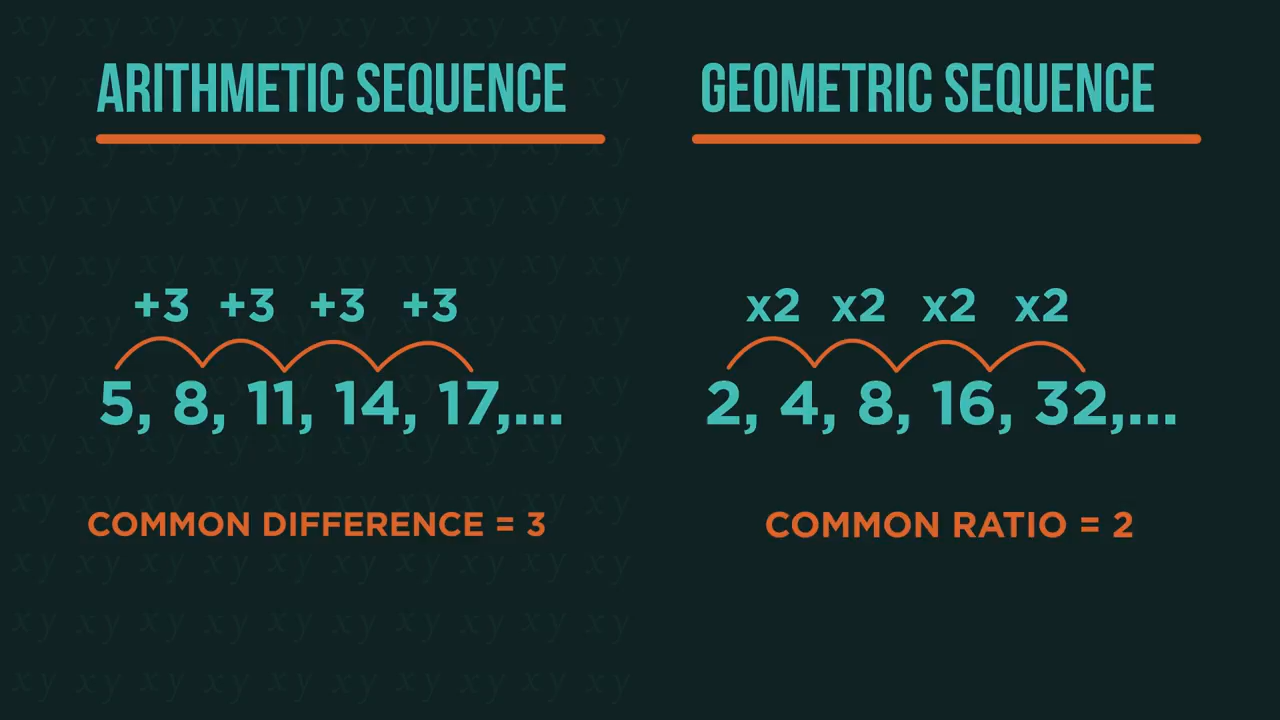 ARITHMETIC SEQUENCE
+3 +3 +3 +3
5, 8, 11, 14, 17,...
COMMON DIFFERENCE = 3
GEOMETRIC SEQUENCE
x2 x2 x2 x2
2, 4, 8, 16, 32,...
COMMON RATIO = 2